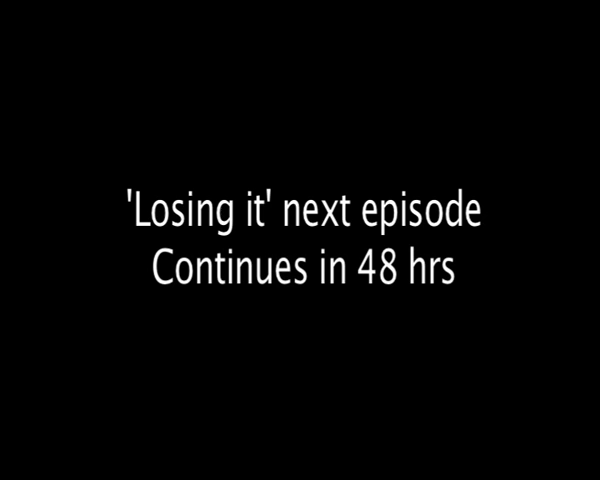 'Losing it' next episode
Continues in 48 hrs